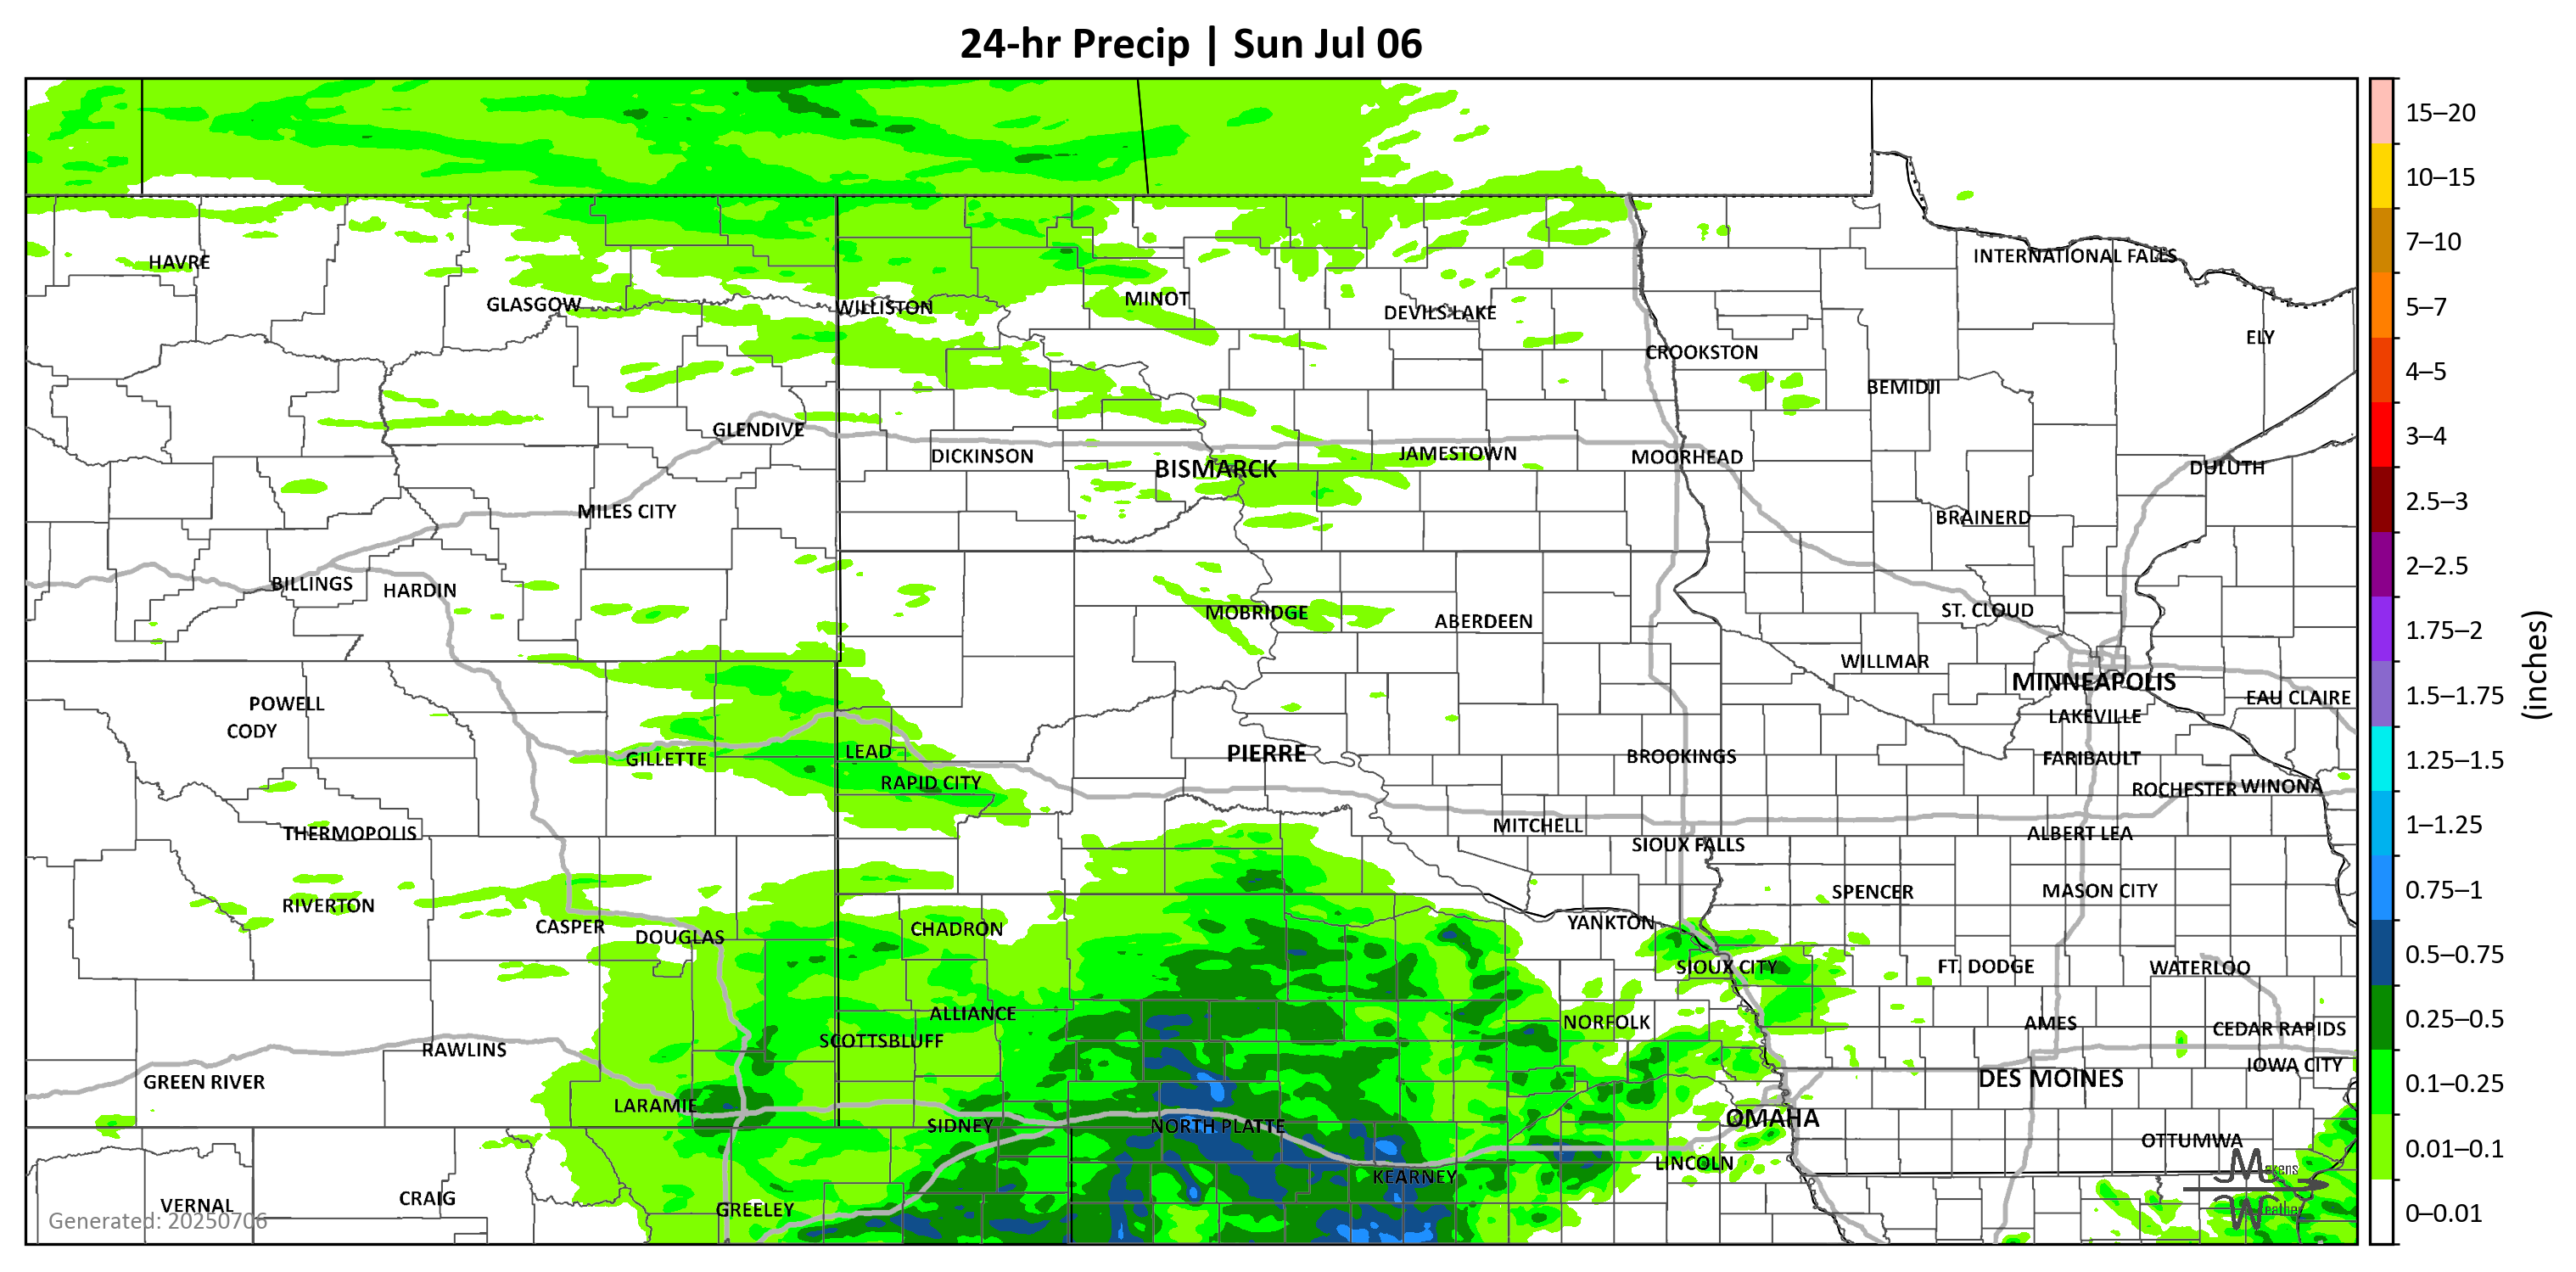 24-hr Precip | Sun Jul 06
15–20
10–15
7–10
5–7
4–5
3–4
2.5–3
2–2.5
1.75–2
1.5–1.75
1.25–1.5
1–1.25
0.75–1
0.5–0.75
0.25–0.5
0.1–0.25
0.01–0.1
0–0.01
(inches)
HAVRE
INTERNATIONAL FALLS
GLASGOW
WILLISTON
MINOT
DEVILS LAKE
ELY
CROOKSTON
BEMIDJI
GLENDIVE
DICKINSON
BISMARCK
JAMESTOWN
MOORHEAD
DULUTH
MILES CITY
BRAINERD
BILLINGS
HARDIN
MOBRIDGE
ABERDEEN
ST. CLOUD
WILLMAR
MINNEAPOLIS
EAU CLAIRE
POWELL
CODY
LAKEVILLE
GILLETTE
LEAD
PIERRE
BROOKINGS
FARIBAULT
RAPID CITY
ROCHESTER
WINONA
THERMOPOLIS
MITCHELL
SIOUX FALLS
ALBERT LEA
RIVERTON
SPENCER
MASON CITY
CASPER
DOUGLAS
CHADRON
YANKTON
SIOUX CITY
FT. DODGE
WATERLOO
ALLIANCE
NORFOLK
AMES
CEDAR RAPIDS
SCOTTSBLUFF
RAWLINS
IOWA CITY
GREEN RIVER
DES MOINES
LARAMIE
SIDNEY
NORTH PLATTE
OMAHA
OTTUMWA
LINCOLN
KEARNEY
VERNAL
CRAIG
GREELEY
Makens
Weather
Generated: 20250706